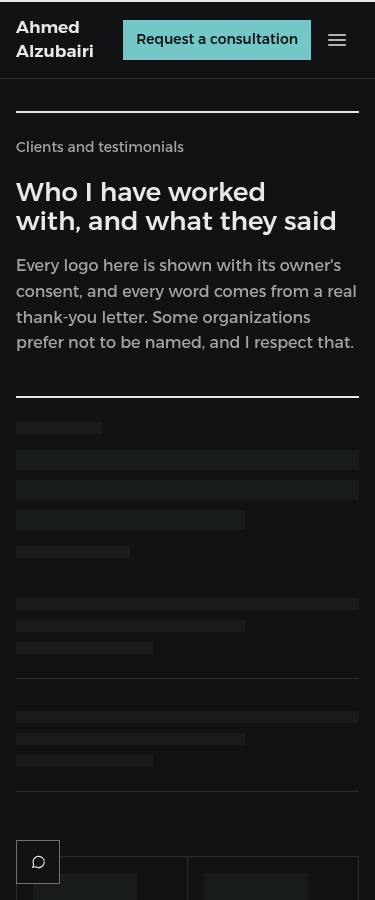 Ahmed
Alzubairi
Request a consultation
Clients and testimonials
Who I have worked
with, and what they said
Every logo here is shown with its owner's
consent, and every word comes from a real
thank-you letter. Some organizations
prefer not to be named, and I respect that.